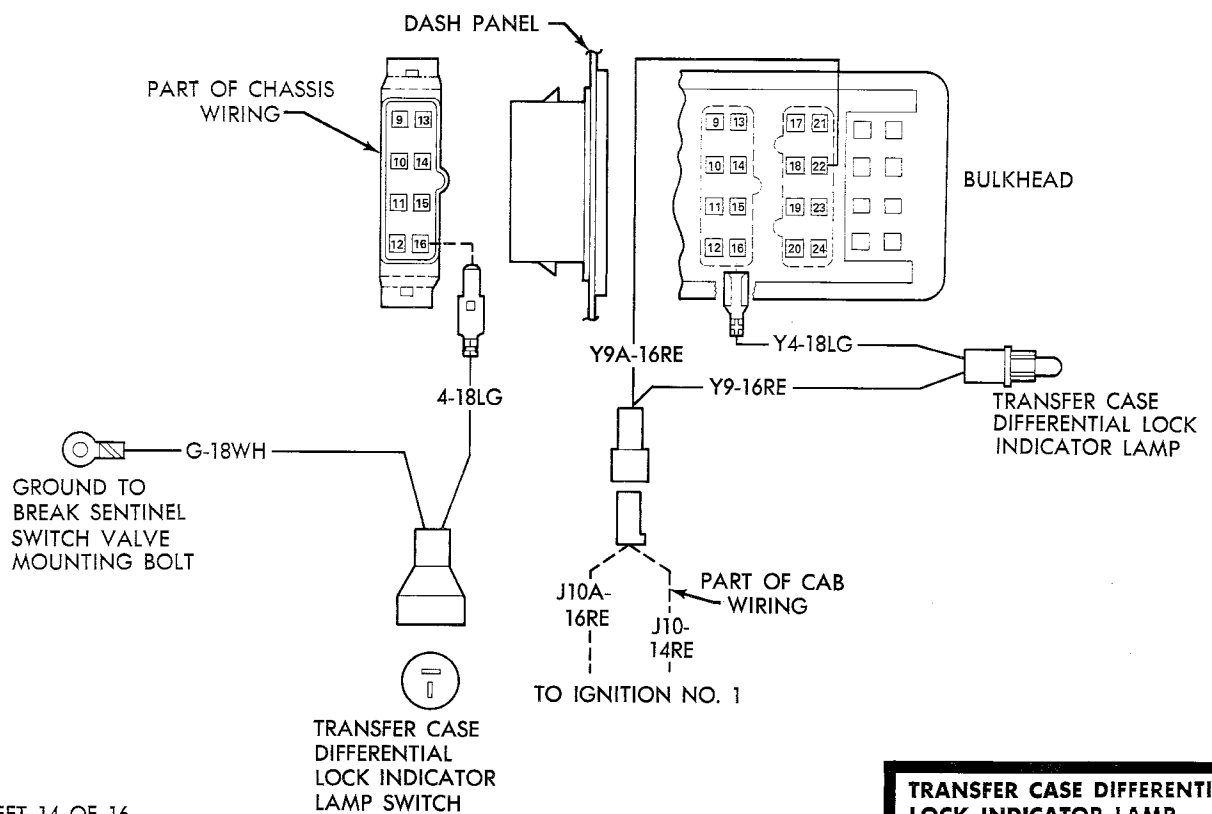 DASH PANEL
PART OF CHASSIS
WIRING
9 13
10 14
11 15
12 16
9 13
10 14
11 15
12 16
17 21
18 22
19 23
20 24
BULKHEAD
Y9A-16RE
Y4-18LG
Y9-16RE
TRANSFER CASE
DIFFERENTIAL LOCK
INDICATOR LAMP
4-18LG
G-18WH
GROUND TO
BREAK SENTINEL
SWITCH VALVE
MOUNTING BOLT
J10A-
16RE
PART OF CAB
WIRING
J10-
14RE
TO IGNITION NO. 1
TRANSFER CASE
DIFFERENTIAL
LOCK INDICATOR
LAMP SWITCH
14 OF 16
TRANSFER CASE DIFFERENTI
LOCK INDICATOR LAMP